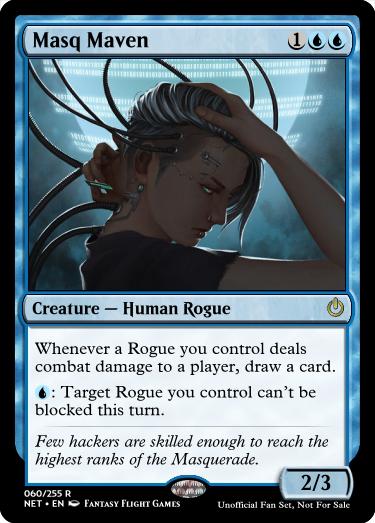 Masq Maven 1
Creature — Human Rogue
Whenever a Rogue you control deals
combat damage to a player, draw a card.
: Target Rogue you control can't be
blocked this turn.
Few hackers are skilled enough to reach the
highest ranks of the Masquerade.
2/3
060/255 R
NET • EN Fantasy Flight Games
Unofficial Fan Set, Not For Sale